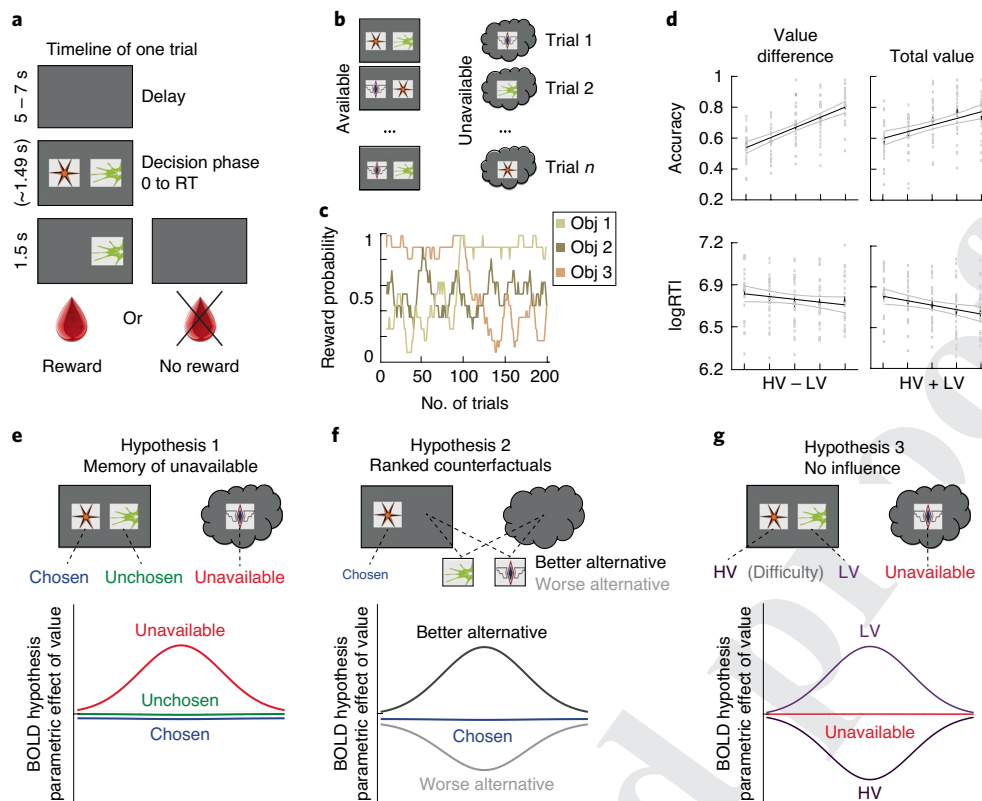 a
Timeline of one trial
5 – 7 s
Delay
(~1.49 s)
Decision phase
0 to RT
1.5 s
Or
Reward
No reward
b
Available
Unavailable
Trial 1
Trial 2
...
...
Trial n
c
Reward probability
1
0.5
0
0
50
100
150
200
No. of trials
Obj 1
Obj 2
Obj 3
d
Value
difference
Total value
Accuracy
1
0.8
0.6
0.4
0.2
logRTI
7.2
6.9
6.5
6.2
HV – LV
HV + LV
e
Hypothesis 1
Memory of unavailable
Chosen
Unchosen
Unavailable
BOLD hypothesis
parametric effect of value
Unavailable
Unchosen
Chosen
f
Hypothesis 2
Ranked counterfactuals
Chosen
Better alternative
Worse alternative
BOLD hypothesis
parametric effect of value
Better alternative
Chosen
Worse alternative
g
Hypothesis 3
No influence
HV
(Difficulty)
LV
Unavailable
BOLD hypothesis
parametric effect of value
LV
Unavailable
HV